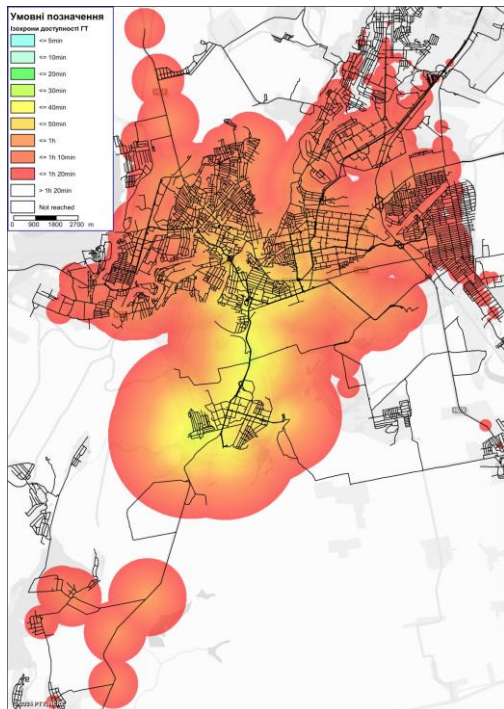 Умовні позначення
Ізохрони доступності ГТ
<= 5min
<= 10min
<= 20min
<= 30min
<= 40min
<= 50min
<= 1h
<= 1h 10min
<= 1h 20min
> 1h 20min
Not reached
0 900 1800 2700 m